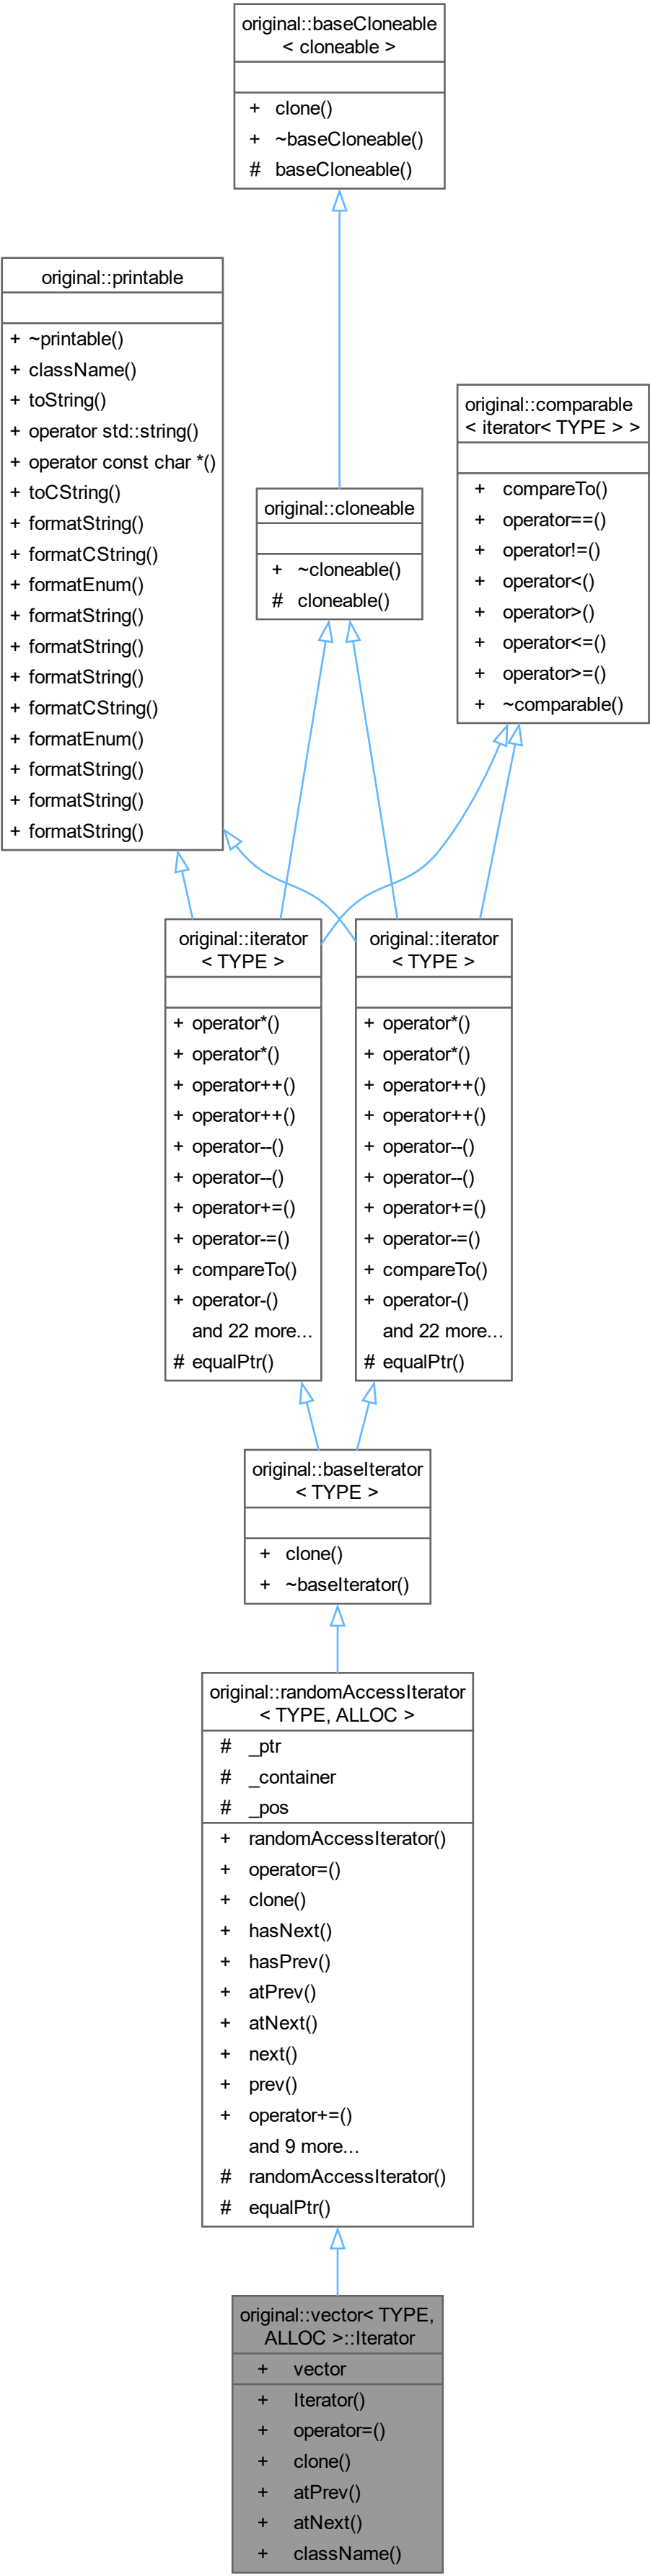 original::baseCloneable
< cloneable >
+ clone()
+ ~baseCloneable()
# baseCloneable()
original::printable
+ ~printable()
+ className()
+ toString()
+ operator std::string()
+ operator const char *()
+ toCString()
+ formatString()
+ formatCString()
+ formatEnum()
+ formatString()
+ formatString()
+ formatString()
+ formatCString()
+ formatEnum()
+ formatString()
+ formatString()
+ formatString()
original::cloneable
+ ~cloneable()
# cloneable()
original::comparable
< iterator< TYPE > >
+ compareTo()
+ operator==()
+ operator!=()
+ operator<()
+ operator>()
+ operator<=()
+ operator>=()
+ ~comparable()
original::iterator
< TYPE >
+ operator*()
+ operator*()
+ operator++()
+ operator++()
+ operator--()
+ operator--()
+ operator+=()
+ operator-=()
+ compareTo()
+ operator-()
and 22 more...
# equalPtr()
original::iterator
< TYPE >
+ operator*()
+ operator*()
+ operator++()
+ operator++()
+ operator--()
+ operator--()
+ operator+=()
+ operator-=()
+ compareTo()
+ operator-()
and 22 more...
# equalPtr()
original::baseIterator
< TYPE >
+ clone()
+ ~baseIterator()
original::randomAccessIterator
< TYPE, ALLOC >
# _ptr
# _container
# _pos
+ randomAccessIterator()
+ operator=()
+ clone()
+ hasNext()
+ hasPrev()
+ atPrev()
+ atNext()
+ next()
+ prev()
+ operator+=()
and 9 more...
# randomAccessIterator()
# equalPtr()
original::vector< TYPE,
ALLOC >::Iterator
+ vector
+ Iterator()
+ operator=()
+ clone()
+ atPrev()
+ atNext()
+ className()